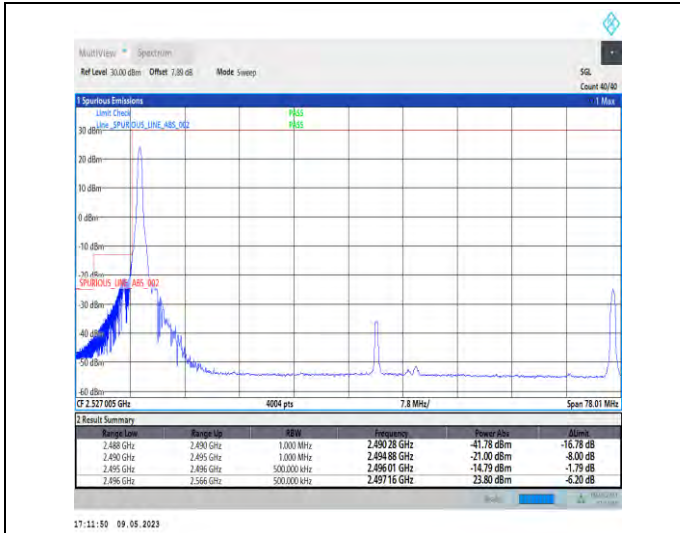 MultiView Spectrum
Ref Level 30.00 dBm Offset 7.89 dB Mode Sweep SGL
Count 40/40
1 Spurious Emissions 1 Max
Limit Check PASS
Line _SPURIOUS_LINE_ABS_002 PASS
30 dBm
20 dBm
10 dBm
0 dBm
-10 dBm
-20 dBm
_SPURIOUS_LINE_ABS_002
-30 dBm
-40 dBm
-50 dBm
-60 dBm
CF 2.527 005 GHz 4004 pts 7.8 MHz/ Span 78.01 MHz
2 Result Summary
Range Low Range Up RBW Frequency Power Abs ΔLimit
2.488 GHz 2.490 GHz 1.000 MHz 2.490 28 GHz -41.78 dBm -16.78 dB
2.490 GHz 2.495 GHz 1.000 MHz 2.494 88 GHz -21.00 dBm -8.00 dB
2.495 GHz 2.496 GHz 500.000 kHz 2.496 01 GHz -14.79 dBm -1.79 dB
2.496 GHz 2.566 GHz 500.000 kHz 2.497 16 GHz 23.80 dBm -6.20 dB
17:11:50 09.05.2023